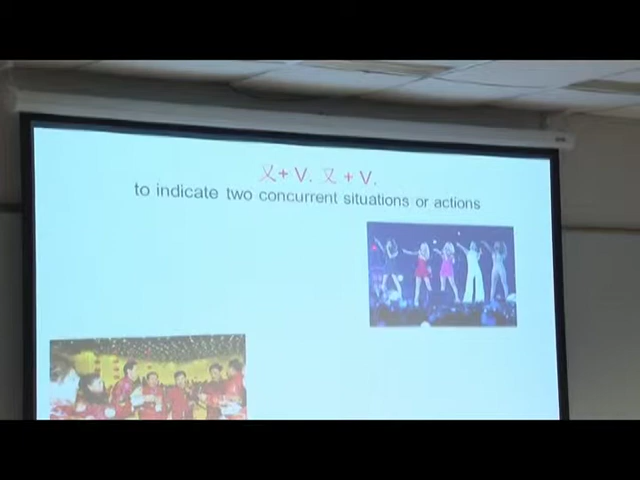 又+ V. 又 + V.
to indicate two concurrent situations or actions